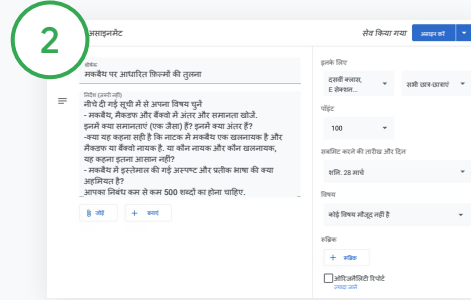 2
असाइनमेंट
सेव किया गया
असाइन करें
शीर्षक
मकबैथ पर आधारित फ़िल्मों की तुलना
निर्देश (ज़रूरी नहीं)
नीचे दी गई सूची में से अपना विषय चुनें
- मकबैथ, मैकडफ और बैंक्वो में अंतर और समानता खोजें.
इनमें क्या समानताएं (एक जैसा) हैं? इनमें क्या अंतर हैं?
-क्या यह कहना सही है कि नाटक में मकबैथ एक खलनायक है और
मैकडफ या बैंक्वो नायक है. या कौन नायक और कौन खलनायक,
यह कहना इतना आसान नहीं?
- मकबैथ में इस्तेमाल की गई अस्पष्ट और प्रतीक भाषा की क्या
अहमियत है?
आपका निबंध कम से कम 500 शब्दों का होना चाहिए.
जोड़ें
+ बनाएं
इनके लिए
दसवीं क्लास,
E सेक्शन...
सभी छात्र-छात्राएं
पॉइंट
100
सबमिट करने की तारीख और दिन
शनि. 28 मार्च
विषय
कोई विषय मौजूद नहीं है
रूब्रिक
+ रूब्रिक
ओरिजनैलिटी रिपोर्ट
ज़्यादा जानें